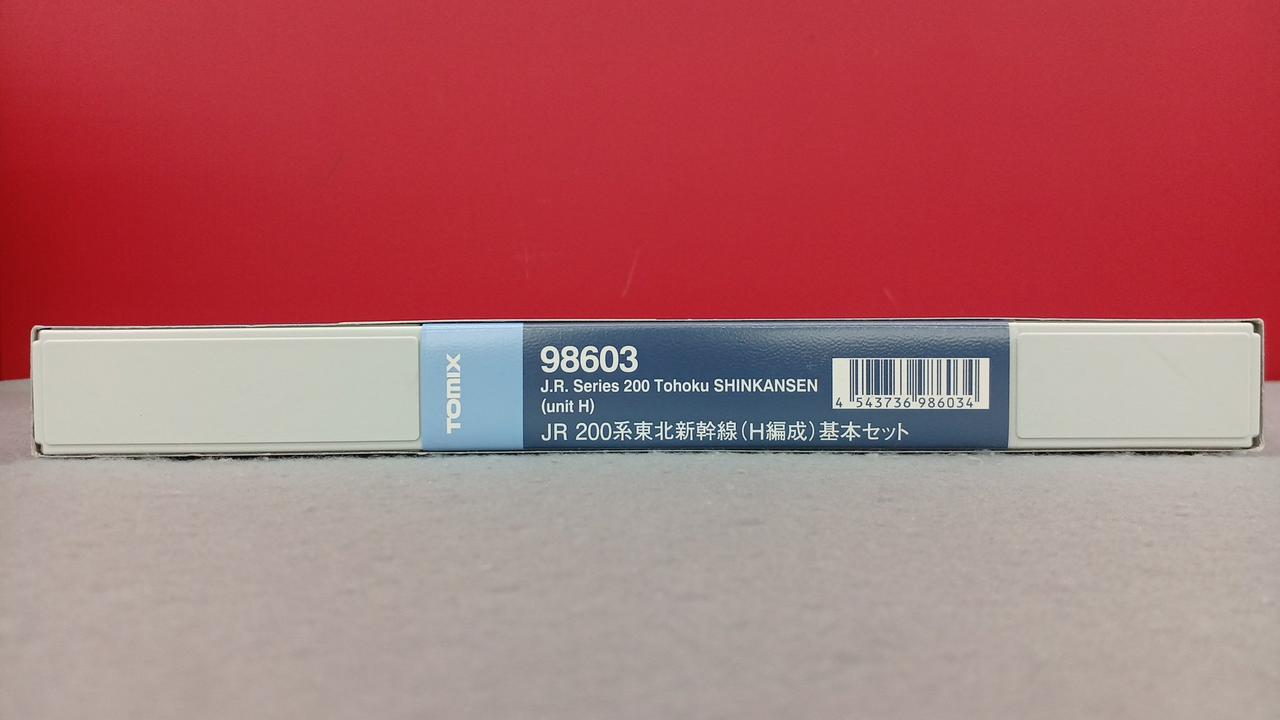 TOMIX
98603
J.R. Series 200 Tohoku SHINKANSEN
(unit H)
JR 200系東北新幹線(H編成)基本セット
4 543736 986034